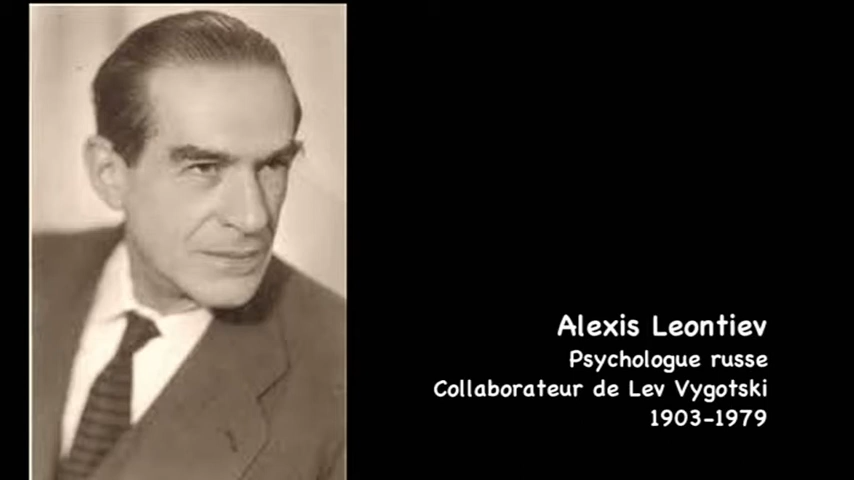 Alexis Leontiev
Psychologue russe
Collaborateur de Lev Vygotski
1903-1979